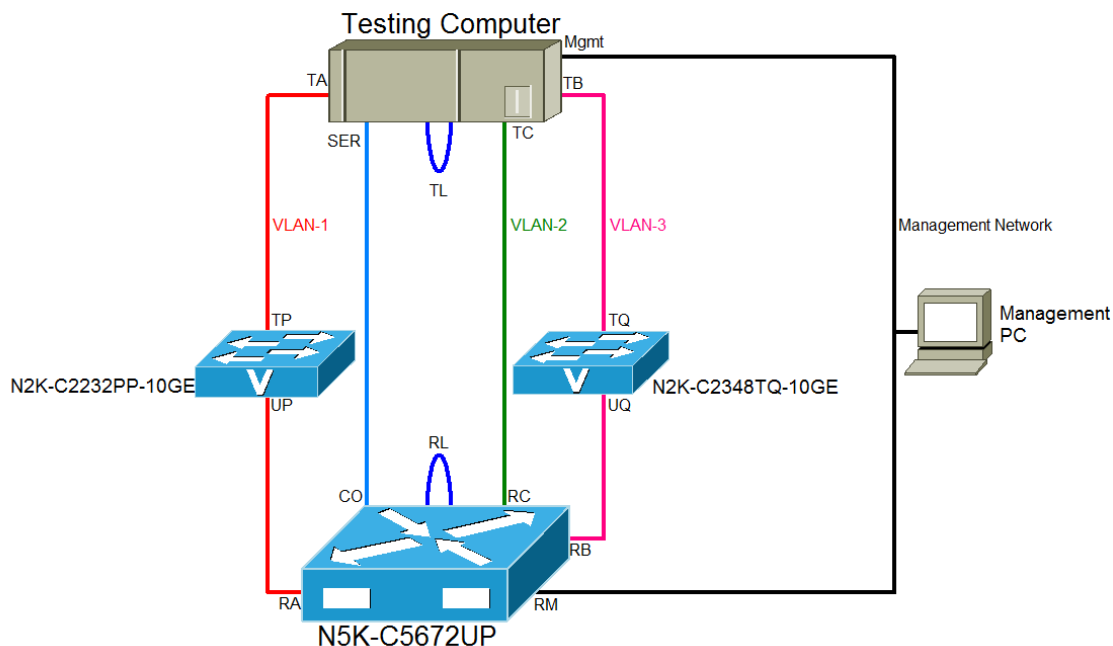 Testing Computer
Mgmt
TA
TB
SER
TC
TL
VLAN-1
VLAN-2
VLAN-3
Management Network
TP
TQ
Management
PC
N2K-C2232PP-10GE
N2K-C2348TQ-10GE
UP
UQ
RL
CO
RC
RB
RA
RM
N5K-C5672UP